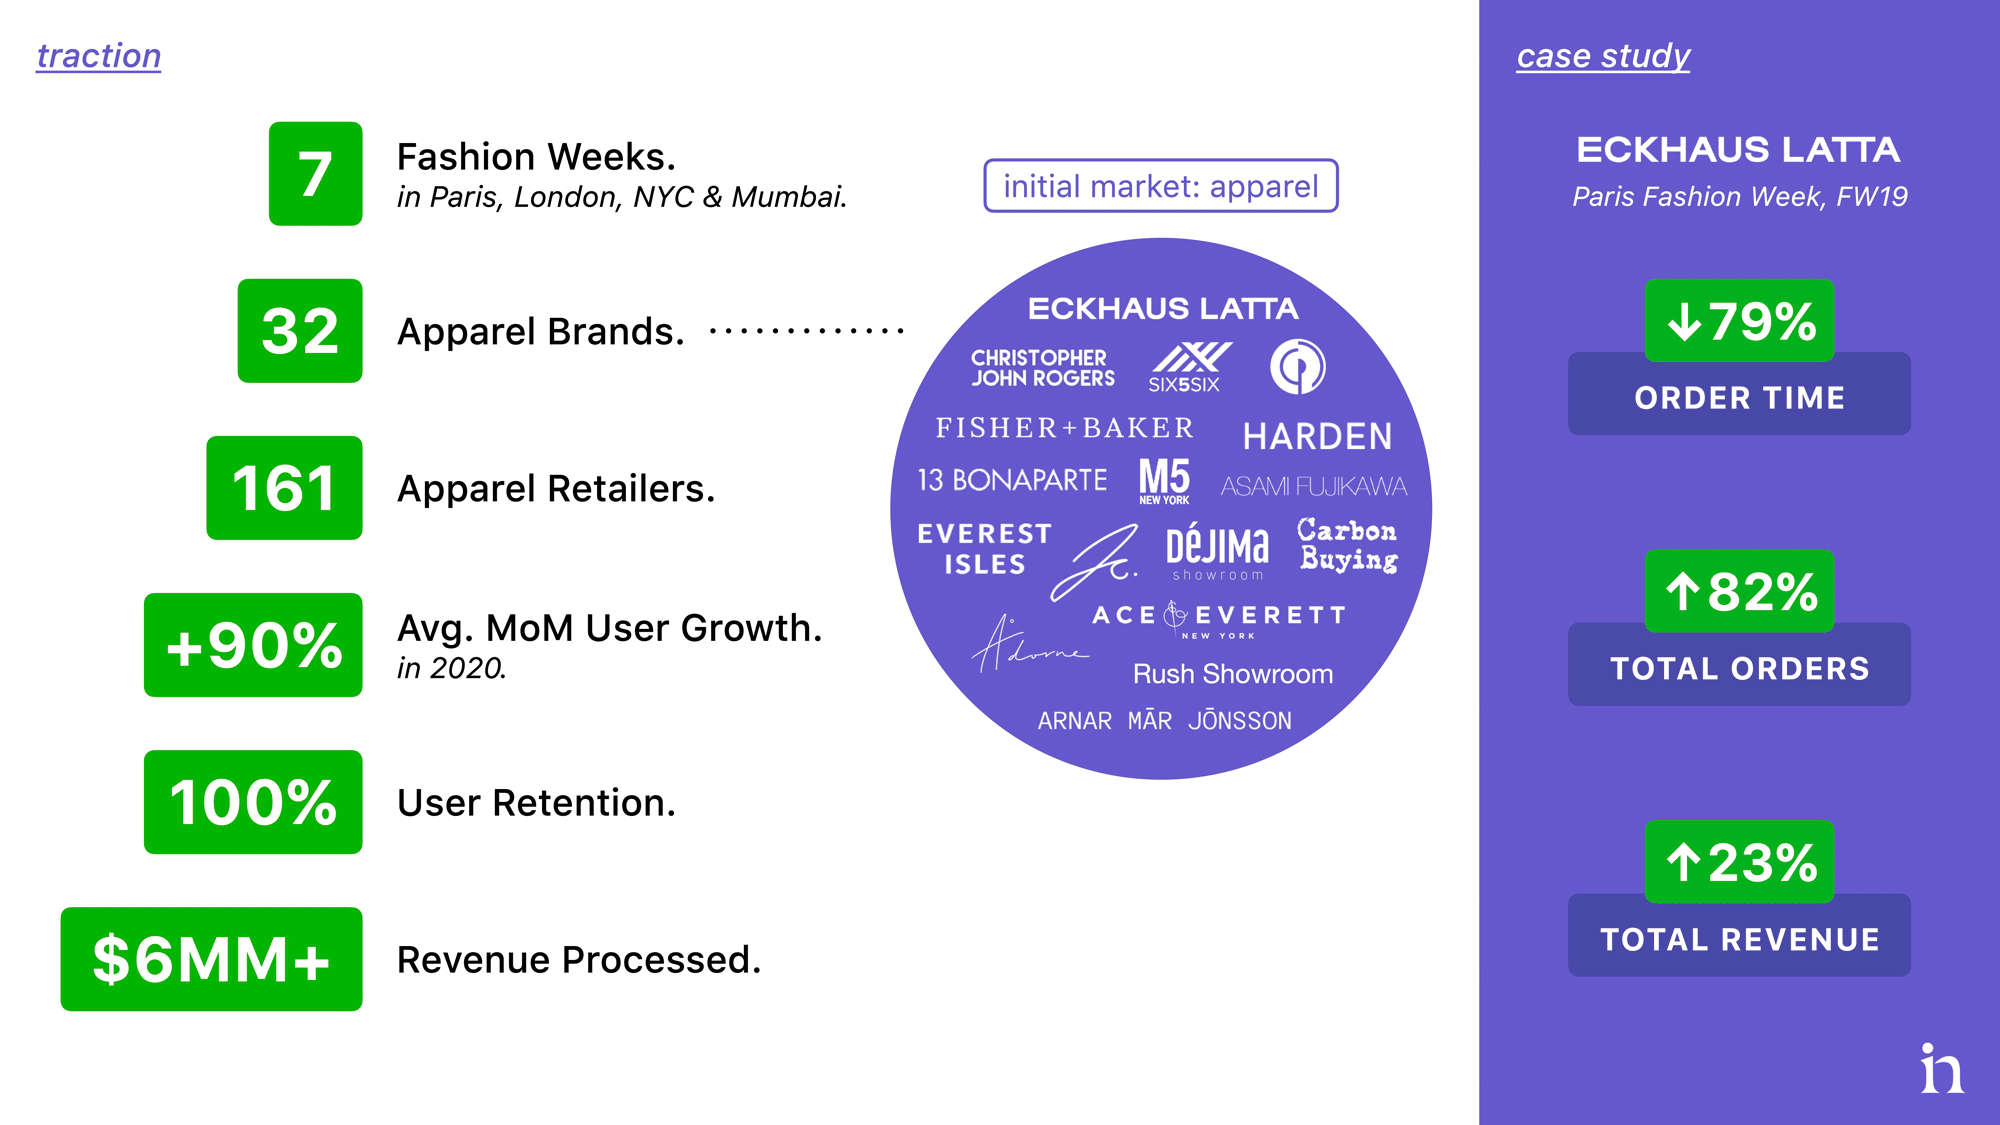 traction
7
Fashion Weeks.
in Paris, London, NYC & Mumbai.
32
Apparel Brands. .............
161
Apparel Retailers.
+90%
Avg. MoM User Growth.
in 2020.
100%
User Retention.
$6MM+
Revenue Processed.
initial market: apparel
ECKHAUS LATTA
CHRISTOPHER
JOHN ROGERS
SIX5SIX
FISHER+BAKER
HARDEN
13 BONAPARTE
M5
NEW YORK
ASAMI FUJIKAWA
EVEREST
ISLES
Jc.
DéJIMa
showroom
Carbon
Buying
ACE EVERETT
NEW YORK
Adorne
Rush Showroom
ARNAR MĀR JŌNSSON
case study
ECKHAUS LATTA
Paris Fashion Week, FW19
↓79%
ORDER TIME
↑82%
TOTAL ORDERS
↑23%
TOTAL REVENUE
in